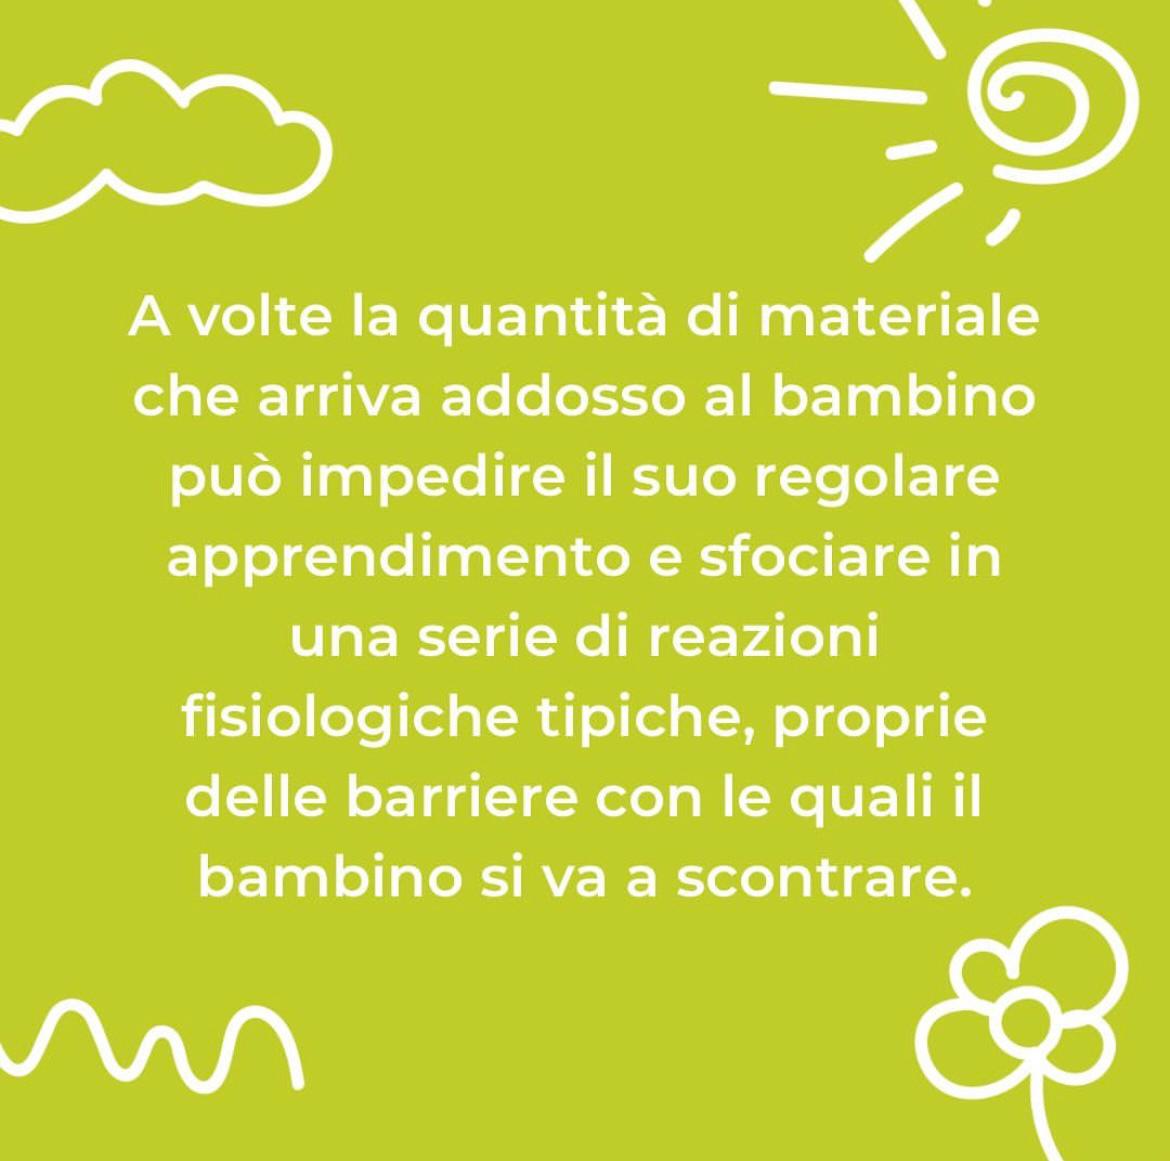 A volte la quantità di materiale
che arriva addosso al bambino
può impedire il suo regolare
apprendimento e sfociare in
una serie di reazioni
fisiologiche tipiche, proprie
delle barriere con le quali il
bambino si va a scontrare.